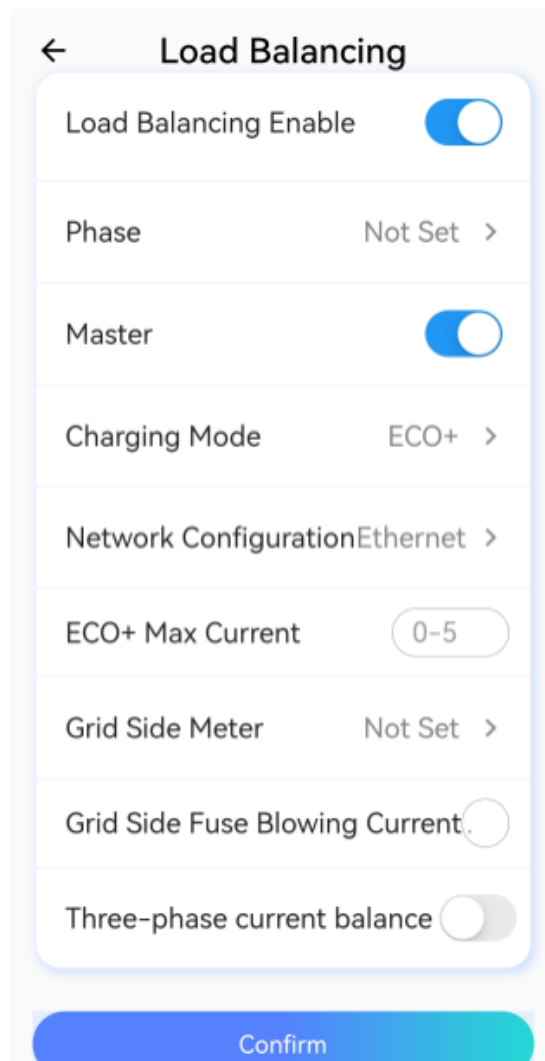 Load Balancing
Load Balancing Enable
Phase Not Set
Master
Charging Mode ECO+
Network Configuration Ethernet
ECO+ Max Current 0-5
Grid Side Meter Not Set
Grid Side Fuse Blowing Current .
Three-phase current balance
Confirm